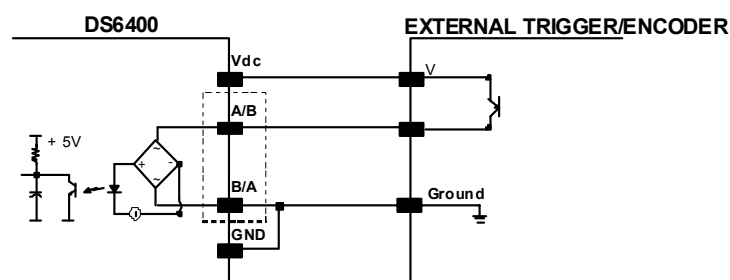 DS6400
EXTERNAL TRIGGER/ENCODER
Vdc
V
A/B
+ 5V
~
+
-
~
B/A
Ground
GND